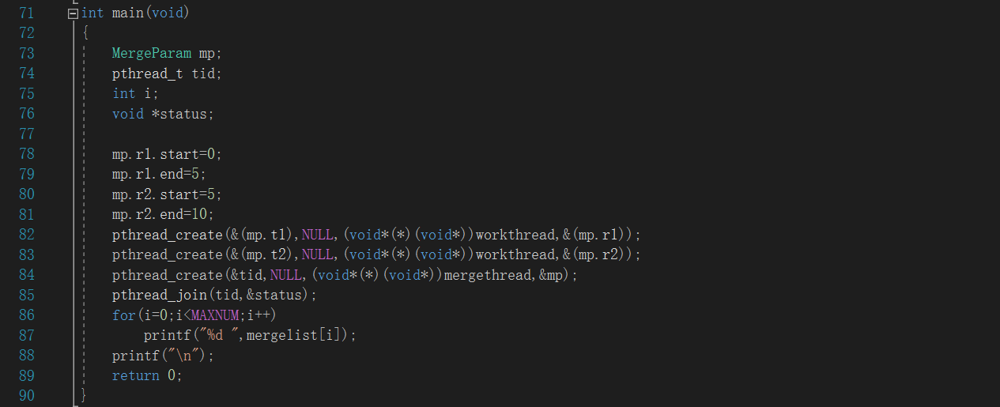 71 int main(void)
72 {
73 MergeParam mp;
74 pthread_t tid;
75 int i;
76 void *status;
77
78 mp.r1.start=0;
79 mp.r1.end=5;
80 mp.r2.start=5;
81 mp.r2.end=10;
82 pthread_create(&(mp.t1),NULL,(void*(*)(void*))workthread,&(mp.r1));
83 pthread_create(&(mp.t2),NULL,(void*(*)(void*))workthread,&(mp.r2));
84 pthread_create(&tid,NULL,(void*(*)(void*))mergethread,&mp);
85 pthread_join(tid,&status);
86 for(i=0;i<MAXNUM;i++)
87 printf("%d ",mergelist[i]);
88 printf("\n");
89 return 0;
90 }